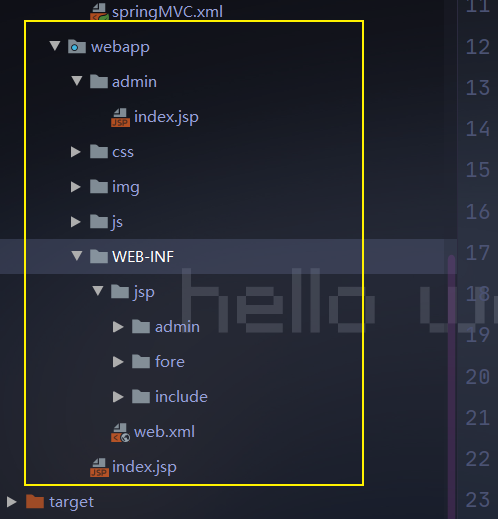 springMVC.xml
11
webapp
12
admin
13
index.jsp
14
css
15
img
16
js
WEB-INF
17
jsp
hello
18
admin
19
fore
20
include
21
web.xml
index.jsp
22
target
23